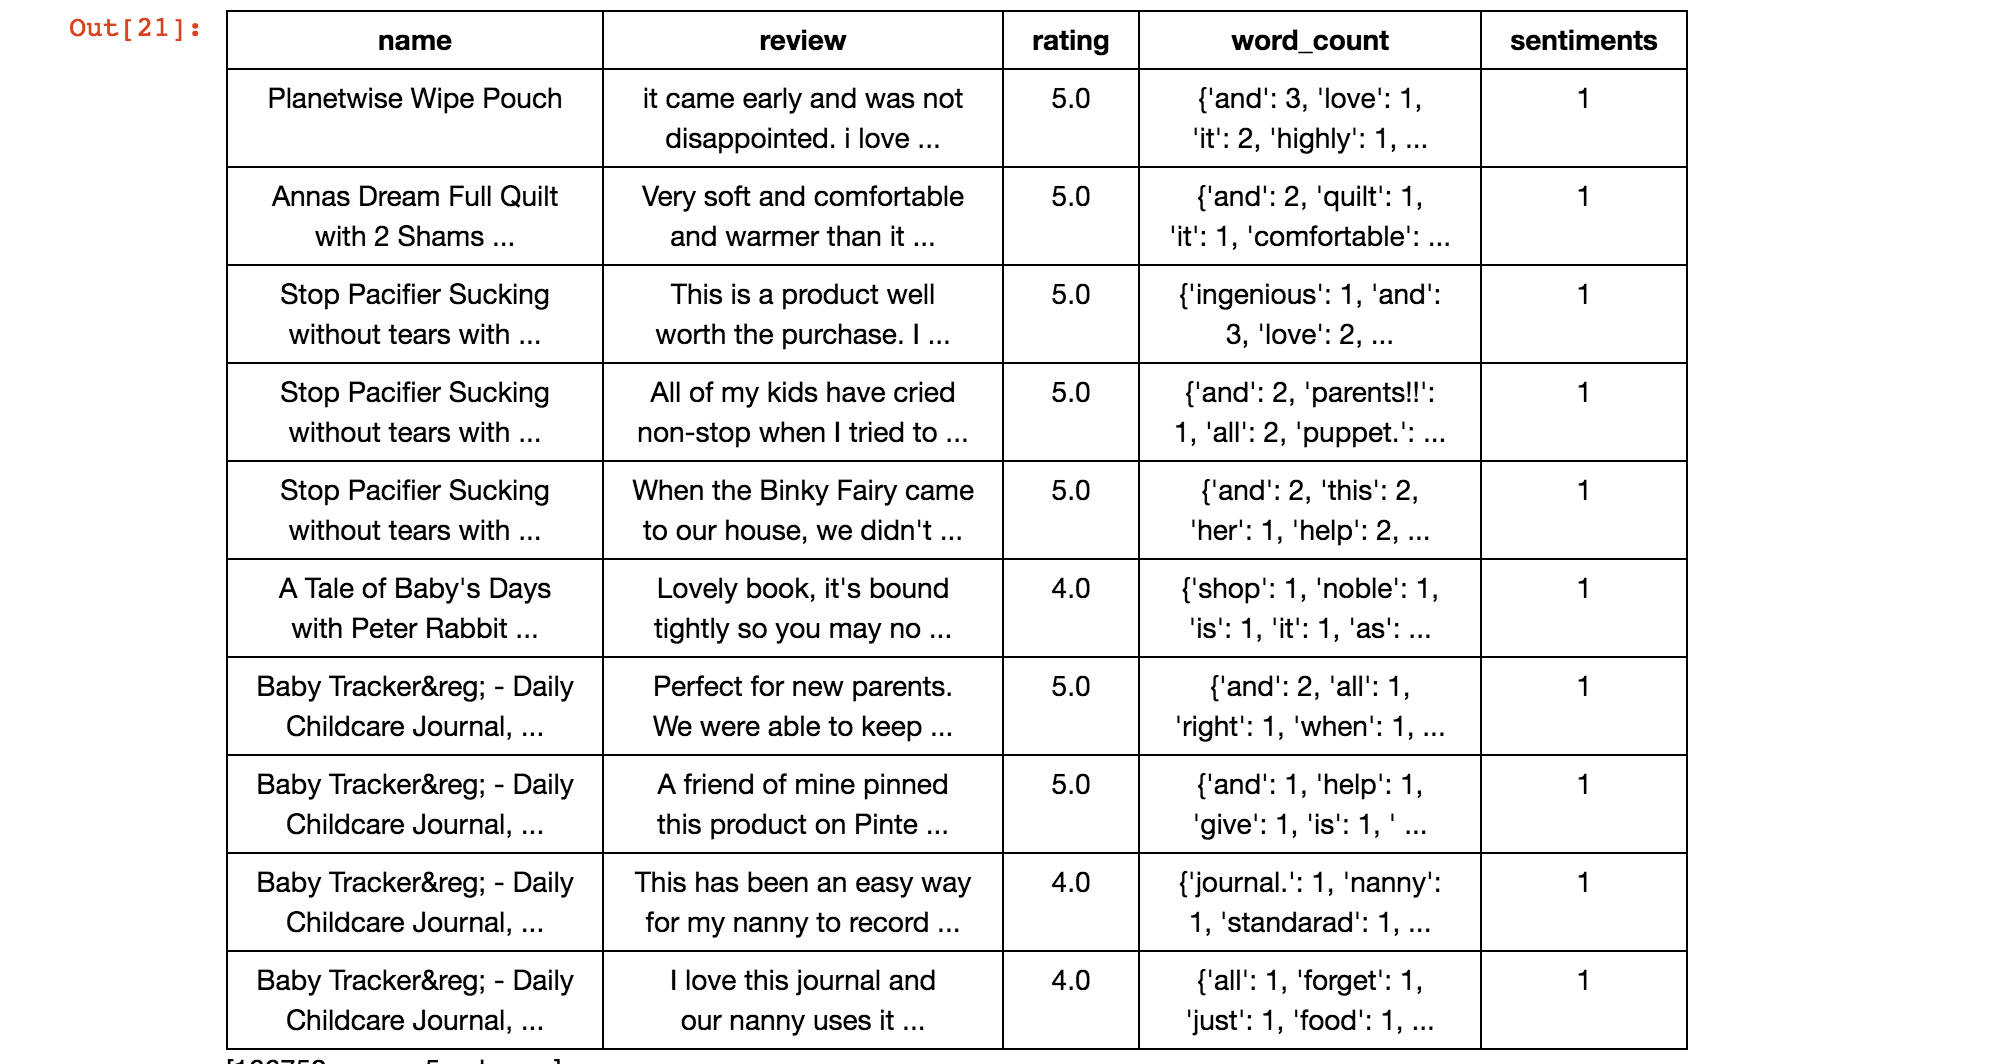 Out[21]:
name review rating word_count sentiments
Planetwise Wipe Pouch it came early and was not 5.0 {'and': 3, 'love': 1, 1
disappointed. i love ... 'it': 2, 'highly': 1, ...
Annas Dream Full Quilt Very soft and comfortable 5.0 {'and': 2, 'quilt': 1, 1
with 2 Shams ... and warmer than it ... 'it': 1, 'comfortable': ...
Stop Pacifier Sucking This is a product well 5.0 {'ingenious': 1, 'and': 1
without tears with ... worth the purchase. I ... 3, 'love': 2, ...
Stop Pacifier Sucking All of my kids have cried 5.0 {'and': 2, 'parents!!': 1
without tears with ... non-stop when I tried to ... 1, 'all': 2, 'puppet.': ...
Stop Pacifier Sucking When the Binky Fairy came 5.0 {'and': 2, 'this': 2, 1
without tears with ... to our house, we didn't ... 'her': 1, 'help': 2, ...
A Tale of Baby's Days Lovely book, it's bound 4.0 {'shop': 1, 'noble': 1, 1
with Peter Rabbit ... tightly so you may no ... 'is': 1, 'it': 1, 'as': ...
Baby Tracker&reg; - Daily Perfect for new parents. 5.0 {'and': 2, 'all': 1, 1
Childcare Journal, ... We were able to keep ... 'right': 1, 'when': 1, ...
Baby Tracker&reg; - Daily A friend of mine pinned 5.0 {'and': 1, 'help': 1, 1
Childcare Journal, ... this product on Pinte ... 'give': 1, 'is': 1, ' ...
Baby Tracker&reg; - Daily This has been an easy way 4.0 {'journal.': 1, 'nanny': 1
Childcare Journal, ... for my nanny to record ... 1, 'standarad': 1, ...
Baby Tracker&reg; - Daily I love this journal and 4.0 {'all': 1, 'forget': 1, 1
Childcare Journal, ... our nanny uses it ... 'just': 1, 'food': 1, ...